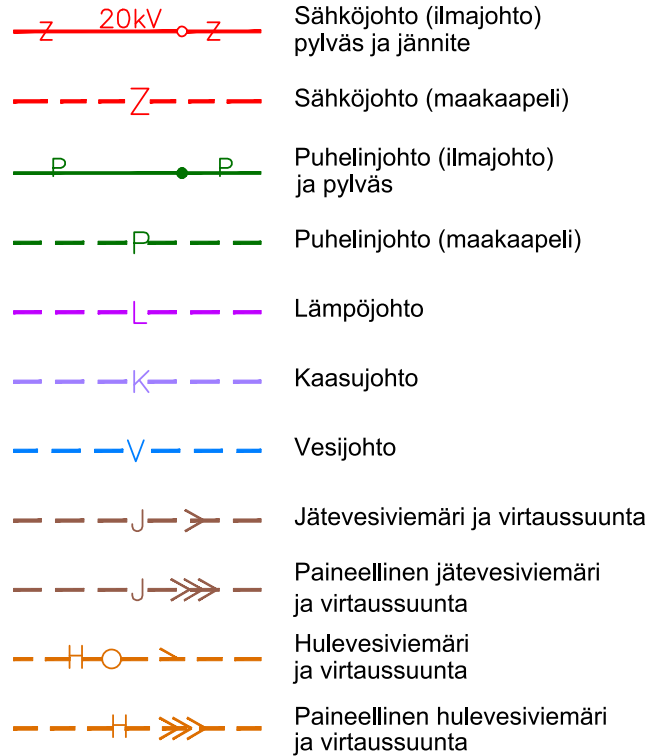 Z 20kV Z Sähköjohto (ilmajohto)
pylväs ja jännite
Z Sähköjohto (maakaapeli)
P P Puhelinjohto (ilmajohto)
ja pylväs
P Puhelinjohto (maakaapeli)
L Lämpöjohto
K Kaasujohto
V Vesijohto
J Jätevesiviemäri ja virtaussuunta
J Paineellinen jätevesiviemäri
ja virtaussuunta
H Hulevesiviemäri
ja virtaussuunta
H Paineellinen hulevesiviemäri
ja virtaussuunta